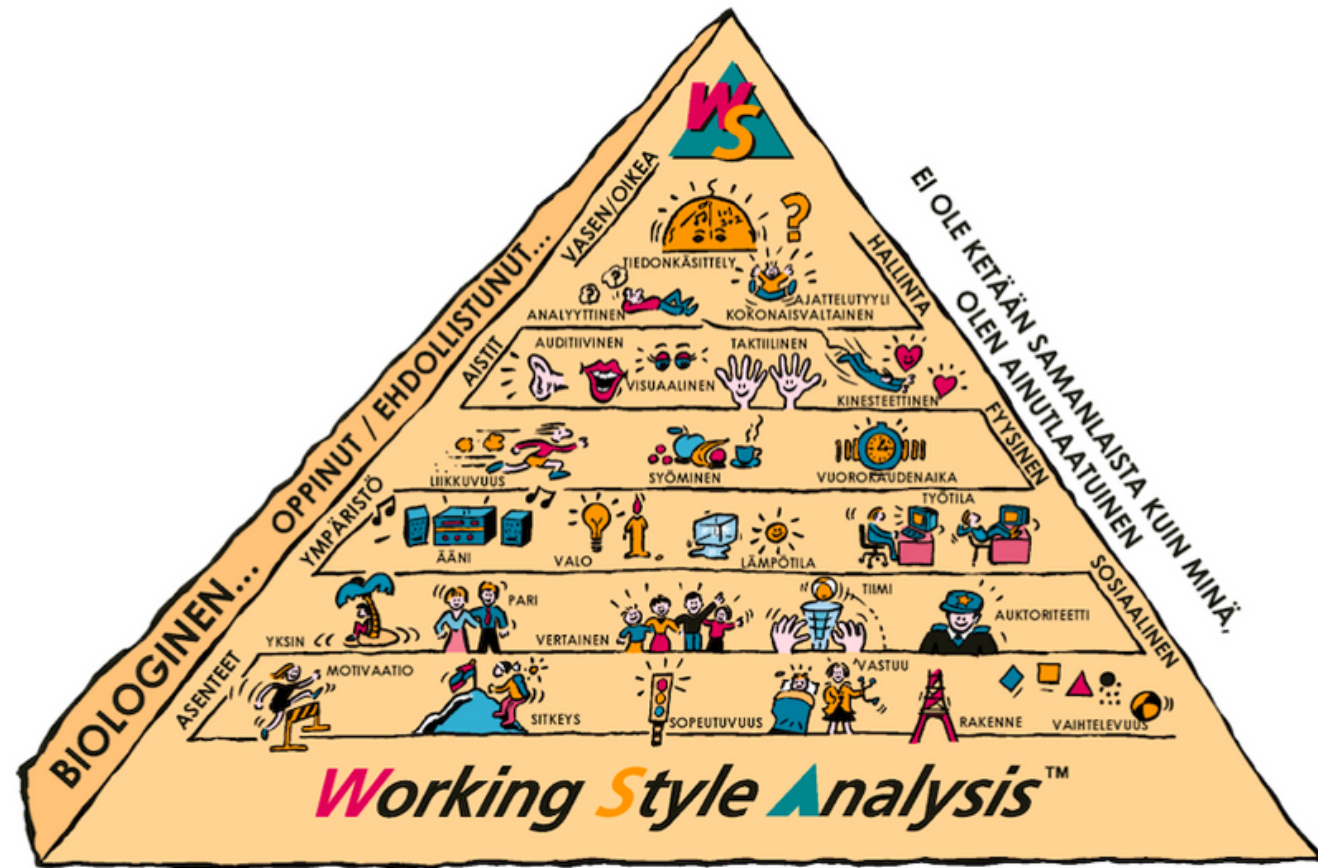 WS
BIOLOGINEN... OPPINUT / EHDOLLISTUNUT...
EI OLE KETÄÄN SAMANLAISTA KUIN MINÄ,
OLEN AINUTLAATUINEN
VASEN/OIKEA
HALLINTA
?
TIEDONKÄSITTELY
AJATTELUTYYLI
ANALYYTTINEN
KOKONAISVALTAINEN
AISTIT
AUDITIIVINEN
TAKTIILINEN
VISUAALINEN
KINESTEETTINEN
FYYSINEN
LIIKKUVUUS
SYÖMINEN
VUOROKAUDENAIKA
YMPÄRISTÖ
ÄÄNI
VALO
LÄMPÖTILA
TYÖTILA
SOSIAALINEN
YKSIN
PARI
VERTAINEN
TIIMI
AUKTORITEETTI
ASENTEET
MOTIVAATIO
SITKEYS
SOPEUTUVUUS
VASTUU
RAKENNE
VAIHTELEVUUS
Working Style Analysis™